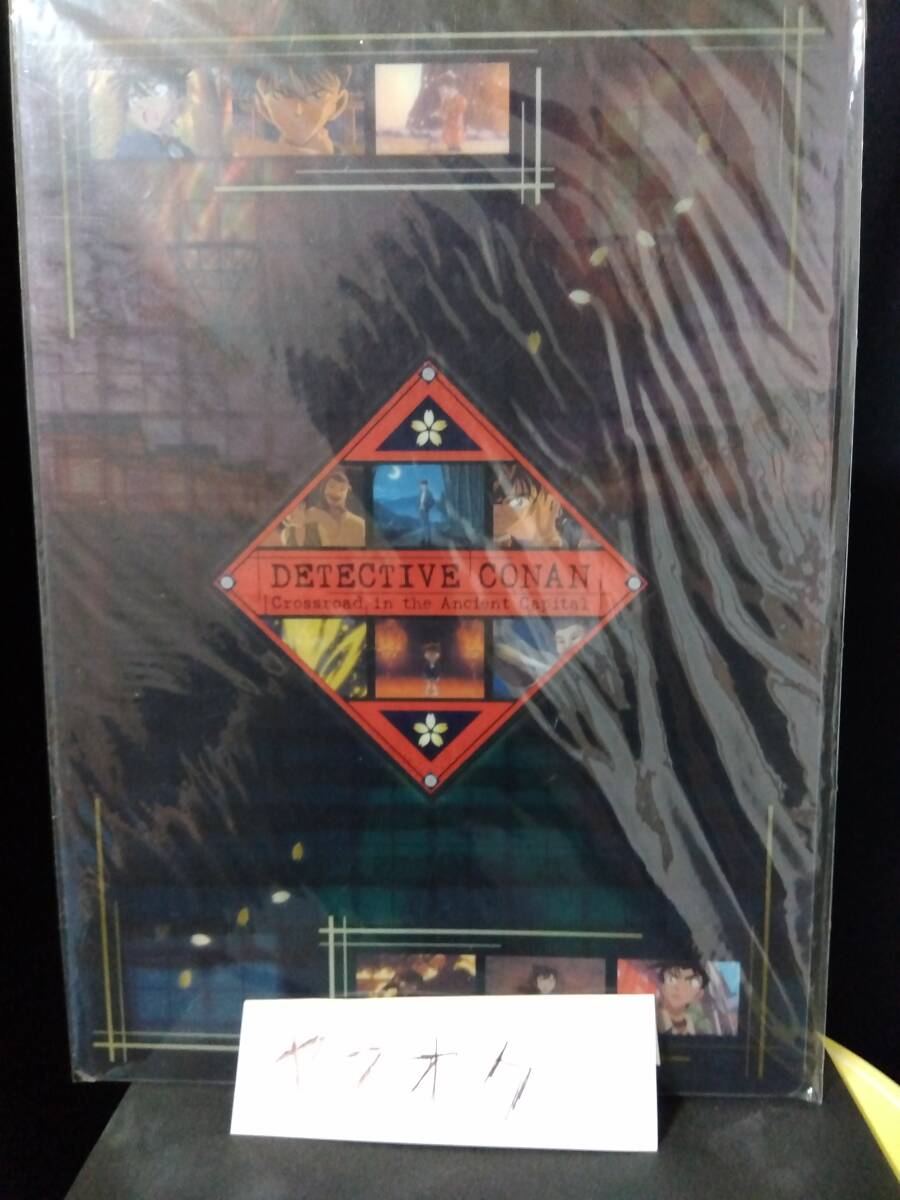 DETECTIVE CONAN
Crossroad in the Ancient Capital
ヤフオク